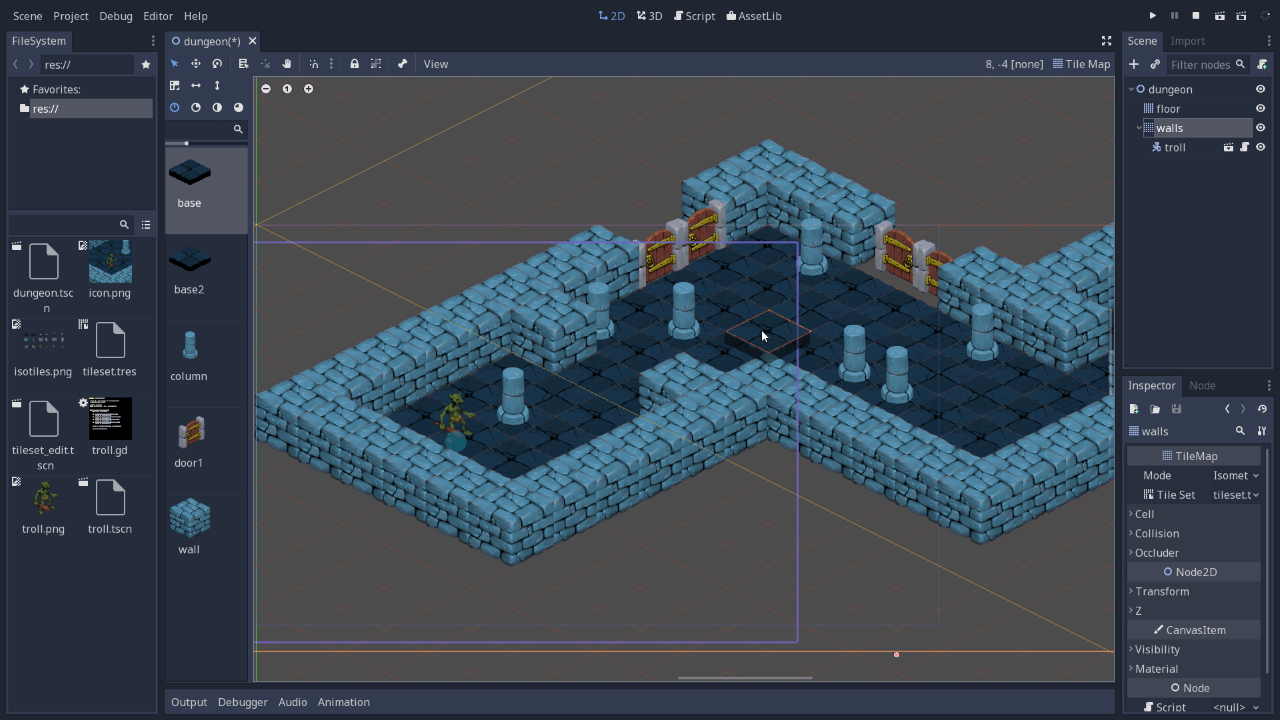 Scene Project Debug Editor Help
2D 3D Script AssetLib
FileSystem
res://
Favorites:
res://
dungeon.tsc
n
icon.png
isotiles.png
tileset.tres
tileset_edit.t
scn
troll.gd
troll.png
troll.tscn
dungeon(*)
View
8, -4 [none]
Tile Map
base
base2
column
door1
wall
Output Debugger Audio Animation
Scene Import
Filter nodes
dungeon
floor
walls
troll
Inspector Node
walls
TileMap
Mode Isomet
Tile Set tileset.t
Cell
Collision
Occluder
Node2D
Transform
Z
CanvasItem
Visibility
Material
Node
Script <null>